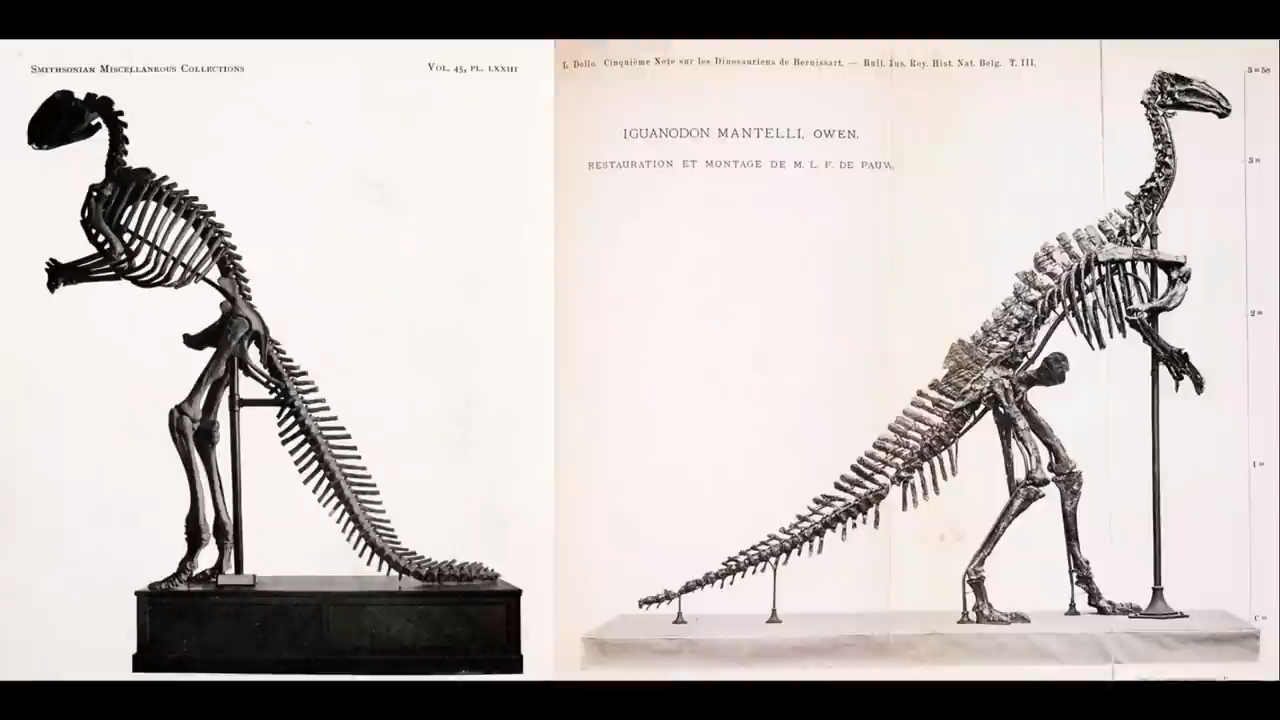 SMITHSONIAN MISCELLANEOUS COLLECTIONS
VOL. 45, PL. LXXIII
L. Dollo. Cinquième Note sur les Dinosauriens de Bernissart. — Bull. Mus. Roy. Hist. Nat. Belg. T. III.
IGUANODON MANTELLI, OWEN.
RESTAURATION ET MONTAGE DE M. L. F. DE PAUW.
3m
2m
1m